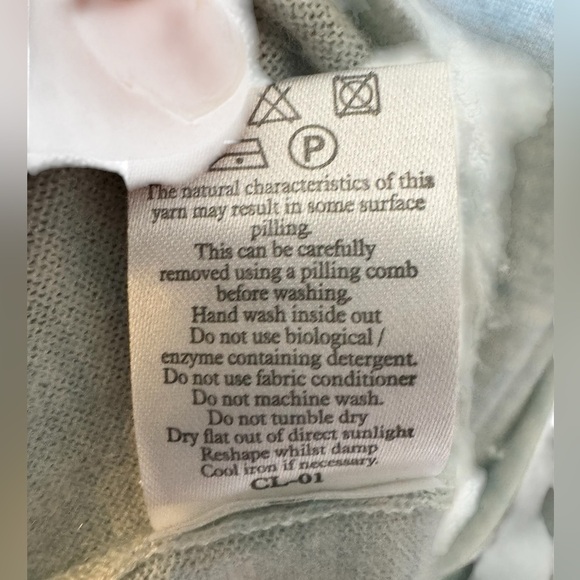 P
The natural characteristics of this
yarn may result in some surface
pilling.
This can be carefully
removed using a pilling comb
before washing.
Hand wash inside out
Do not use biological /
enzyme containing detergent.
Do not use fabric conditioner
Do not machine wash.
Do not tumble dry
Dry flat out of direct sunlight
Reshape whilst damp
Cool iron if necessary.
CL-01